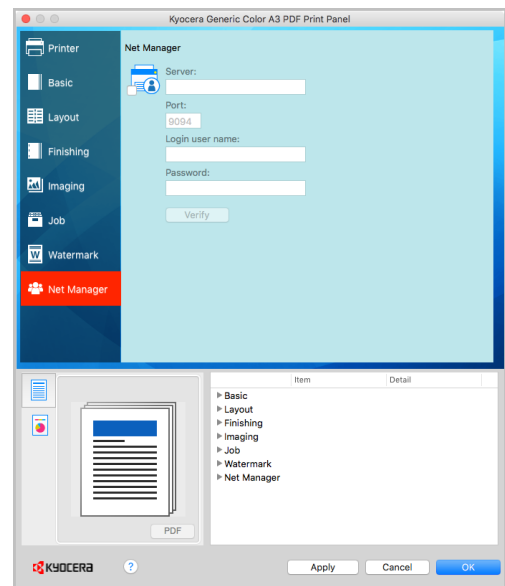 Kyocera Generic Color A3 PDF Print Panel
Printer
Basic
Layout
Finishing
Imaging
Job
W Watermark
Net Manager
Net Manager
Server:
Port:
9094
Login user name:
Password:
Verify
Item Detail
Basic
Layout
Finishing
Imaging
Job
Watermark
Net Manager
PDF
KYOCERA ? Apply Cancel OK